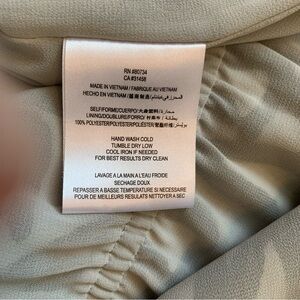 RN #80734
CA #31458
MADE IN VIETNAM / FABRIQUE AU VIETNAM
HECHO EN VIETNAM /
SELF/FORME/CUERPO/
LINING/DOUBLURE/FORRO/
100% POLYESTER/POLYESTER/POLIÉSTER/
HAND WASH COLD
TUMBLE DRY LOW
COOL IRON IF NEEDED
FOR BEST RESULTS DRY CLEAN
LAVAGE A LA MAIN A L'EAU FROIDE
SECHAGE DOUX
REPASSER A BASSE TEMPERATURE SI NECESSAIRE
POUR DE MEILLEURS RESULTATS NETTOYER A SEC